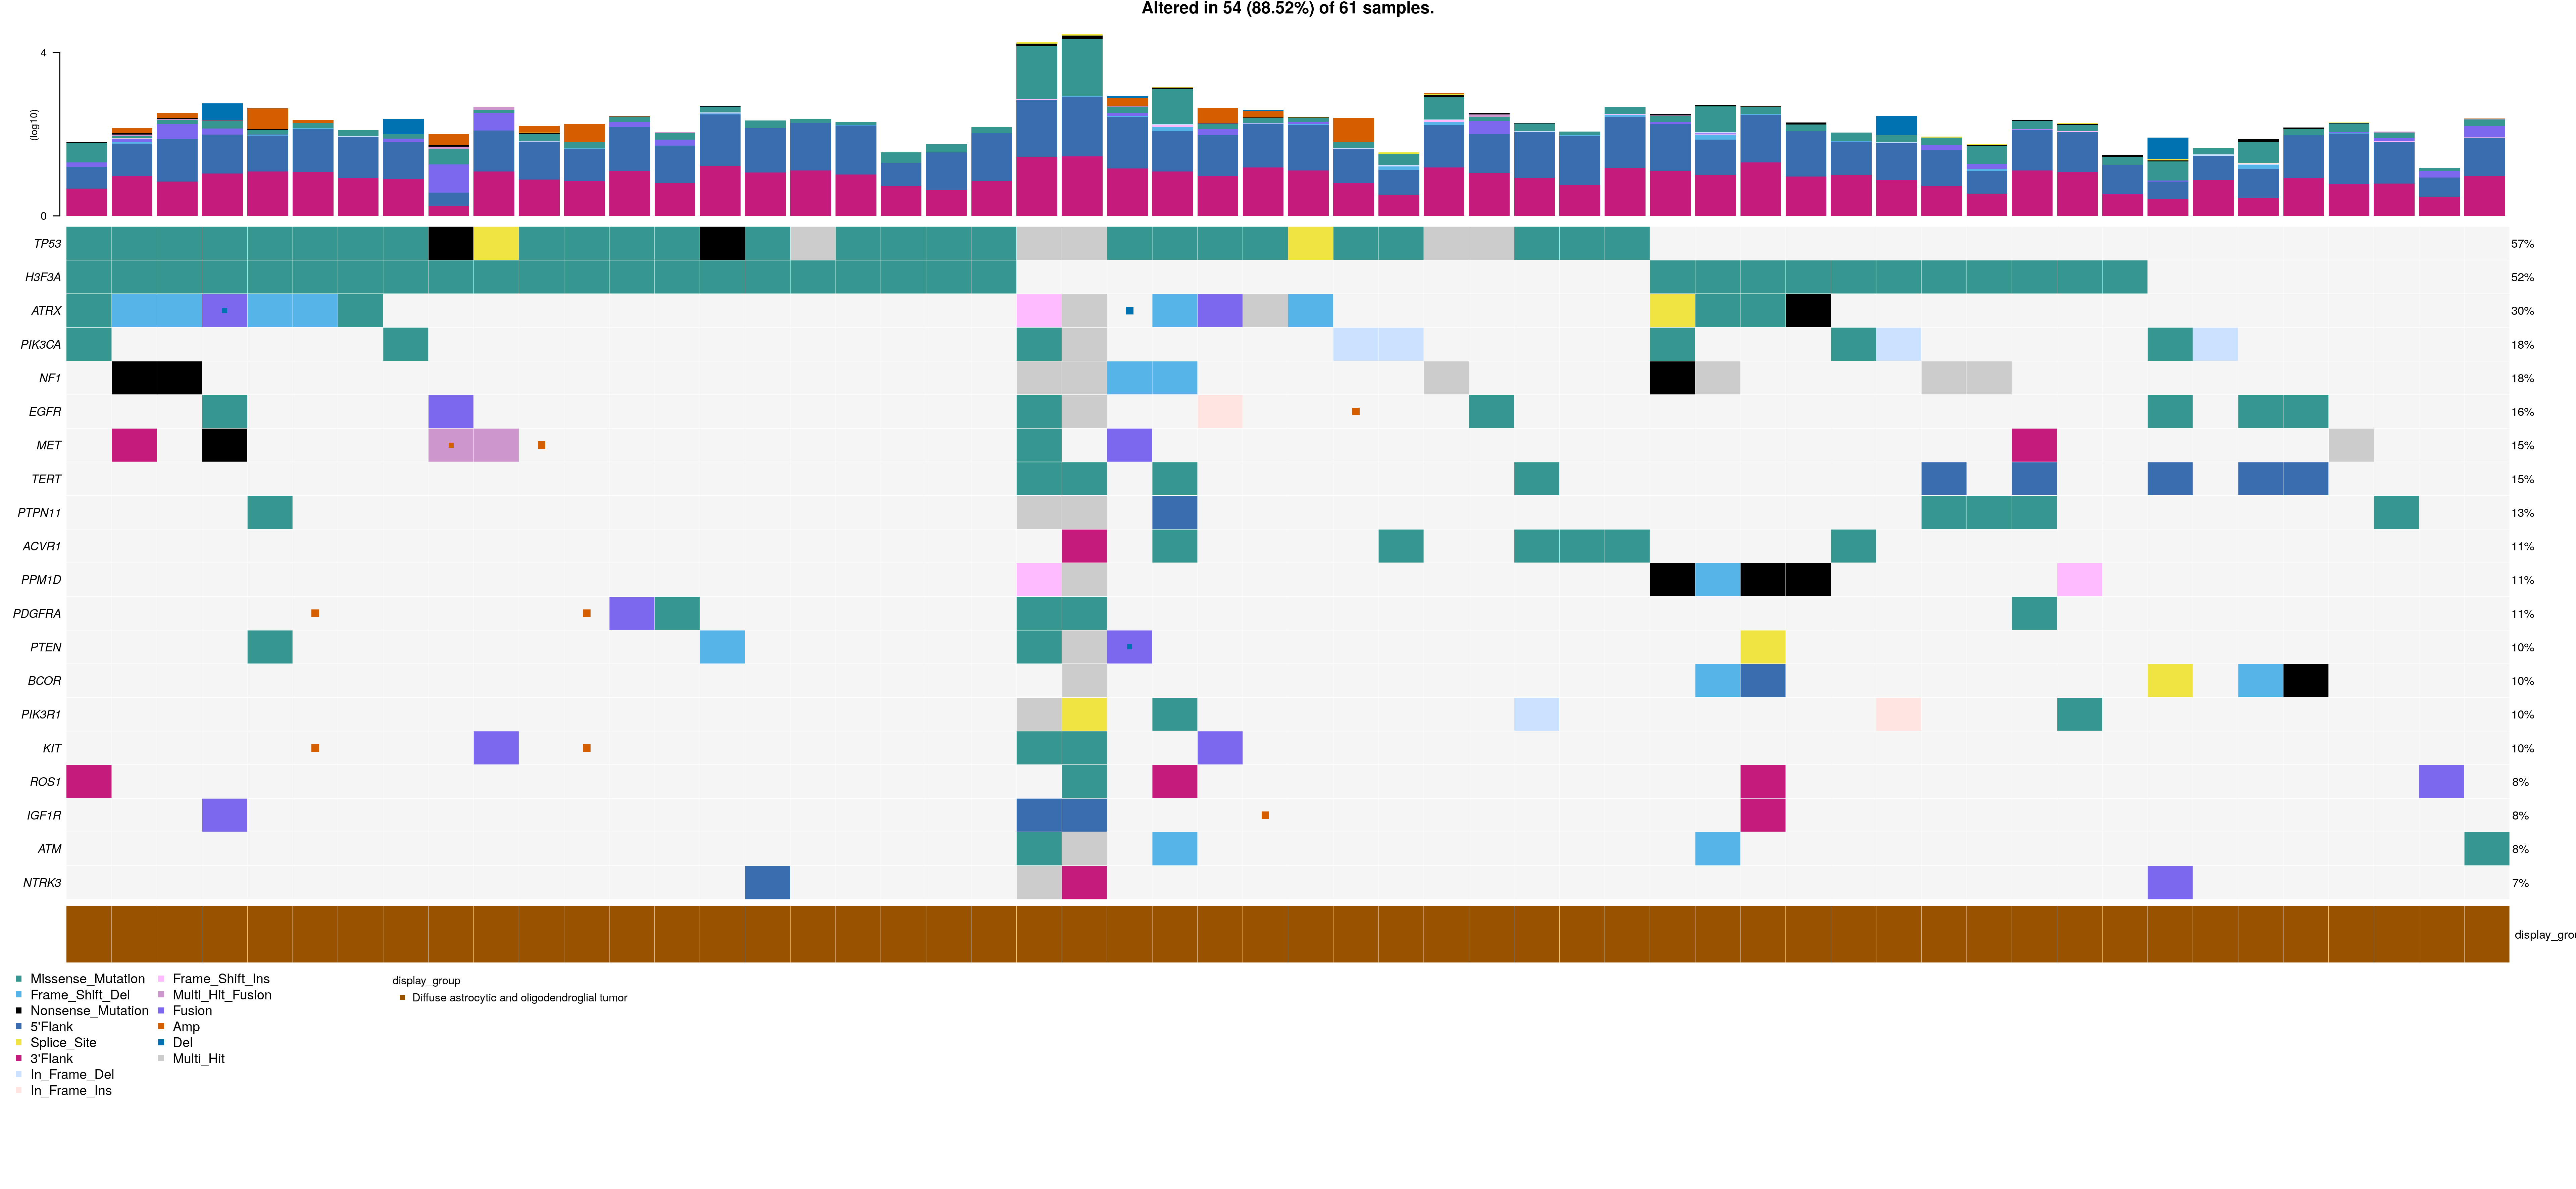 Altered in 54 (88.52%) of 61 samples.
4
(log10)
0
TP53 57%
H3F3A 52%
ATRX 30%
PIK3CA 18%
NF1 18%
EGFR 16%
MET 15%
TERT 15%
PTPN11 13%
ACVR1 11%
PPM1D 11%
PDGFRA 11%
PTEN 10%
BCOR 10%
PIK3R1 10%
KIT 10%
ROS1 8%
IGF1R 8%
ATM 8%
NTRK3 7%
display_gro
Missense_Mutation
Frame_Shift_Del
Nonsense_Mutation
5'Flank
Splice_Site
3'Flank
In_Frame_Del
In_Frame_Ins
Frame_Shift_Ins
Multi_Hit_Fusion
Fusion
Amp
Del
Multi_Hit
display_group
Diffuse astrocytic and oligodendroglial tumor